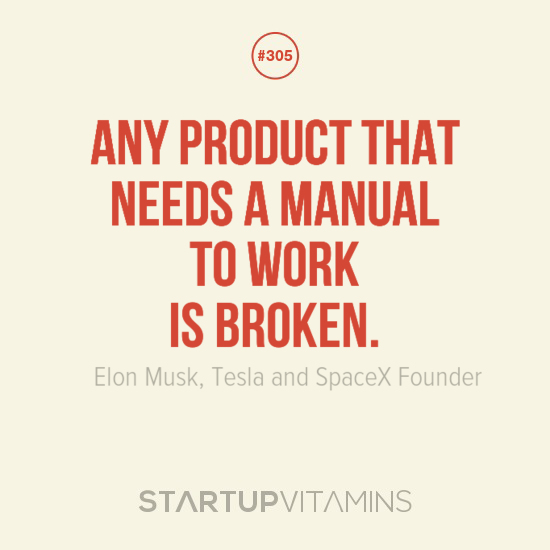 #305
ANY PRODUCT THAT
NEEDS A MANUAL
TO WORK
IS BROKEN.
Elon Musk, Tesla and SpaceX Founder
STARTUPVITAMINS